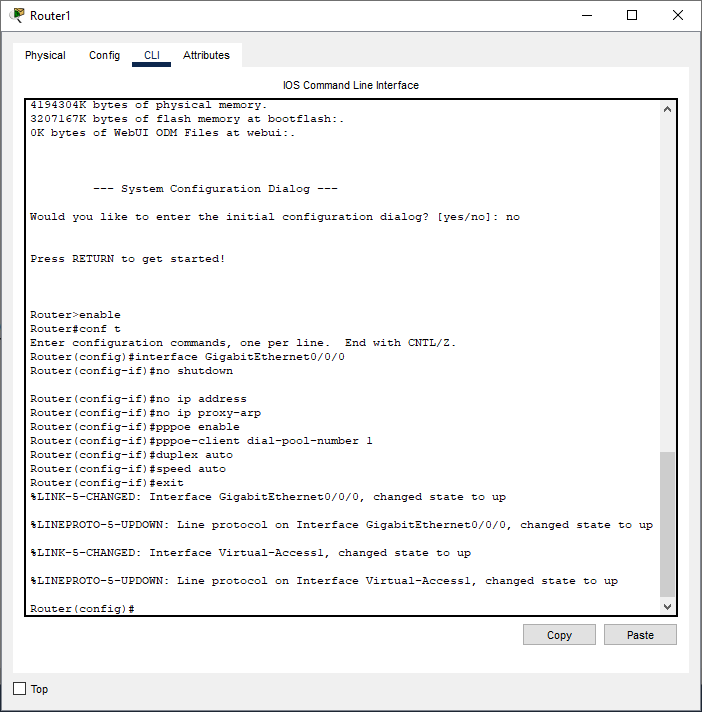 Router1
Physical Config CLI Attributes
IOS Command Line Interface
4194304K bytes of physical memory.
3207167K bytes of flash memory at bootflash:.
0K bytes of WebUI ODM Files at webui:.
--- System Configuration Dialog ---
Would you like to enter the initial configuration dialog? [yes/no]: no
Press RETURN to get started!
Router>enable
Router#conf t
Enter configuration commands, one per line.  End with CNTL/Z.
Router(config)#interface GigabitEthernet0/0/0
Router(config-if)#no shutdown
Router(config-if)#no ip address
Router(config-if)#no ip proxy-arp
Router(config-if)#pppoe enable
Router(config-if)#pppoe-client dial-pool-number 1
Router(config-if)#duplex auto
Router(config-if)#speed auto
Router(config-if)#exit
%LINK-5-CHANGED: Interface GigabitEthernet0/0/0, changed state to up
%LINEPROTO-5-UPDOWN: Line protocol on Interface GigabitEthernet0/0/0, changed state to up
%LINK-5-CHANGED: Interface Virtual-Access1, changed state to up
%LINEPROTO-5-UPDOWN: Line protocol on Interface Virtual-Access1, changed state to up
Router(config)#
Copy Paste
Top